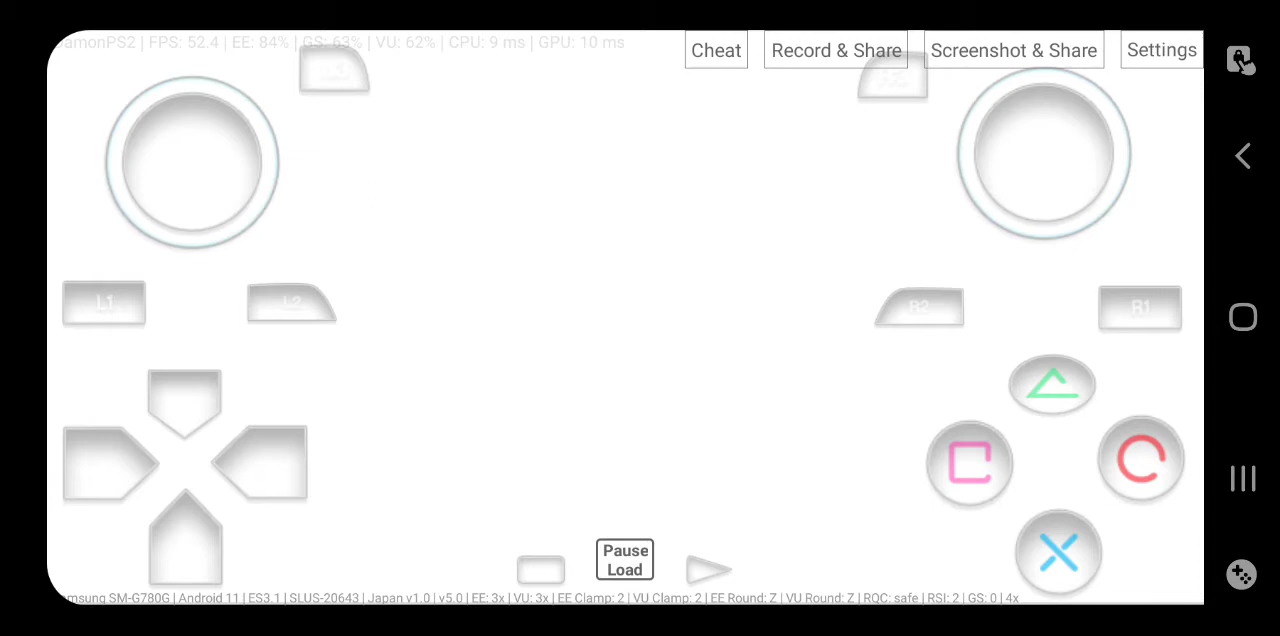 amonPS2 | FPS: 52.4 | EE: 84% | GS: 63% | VU: 62% | CPU: 9 ms | GPU: 10 ms
Cheat
Record & Share
Screenshot & Share
Settings
L1
L2
R2
R1
Pause
Load
msung SM-G780G | Android 11 | ES3.1 | SLUS-20643 | Japan v1.0 | v5.0 | EE: 3x | VU: 3x | EE Clamp: 2 | VU Clamp: 2 | EE Round: Z | VU Round: Z | RQC: safe | RSI: 2 | GS: 0 | 4x